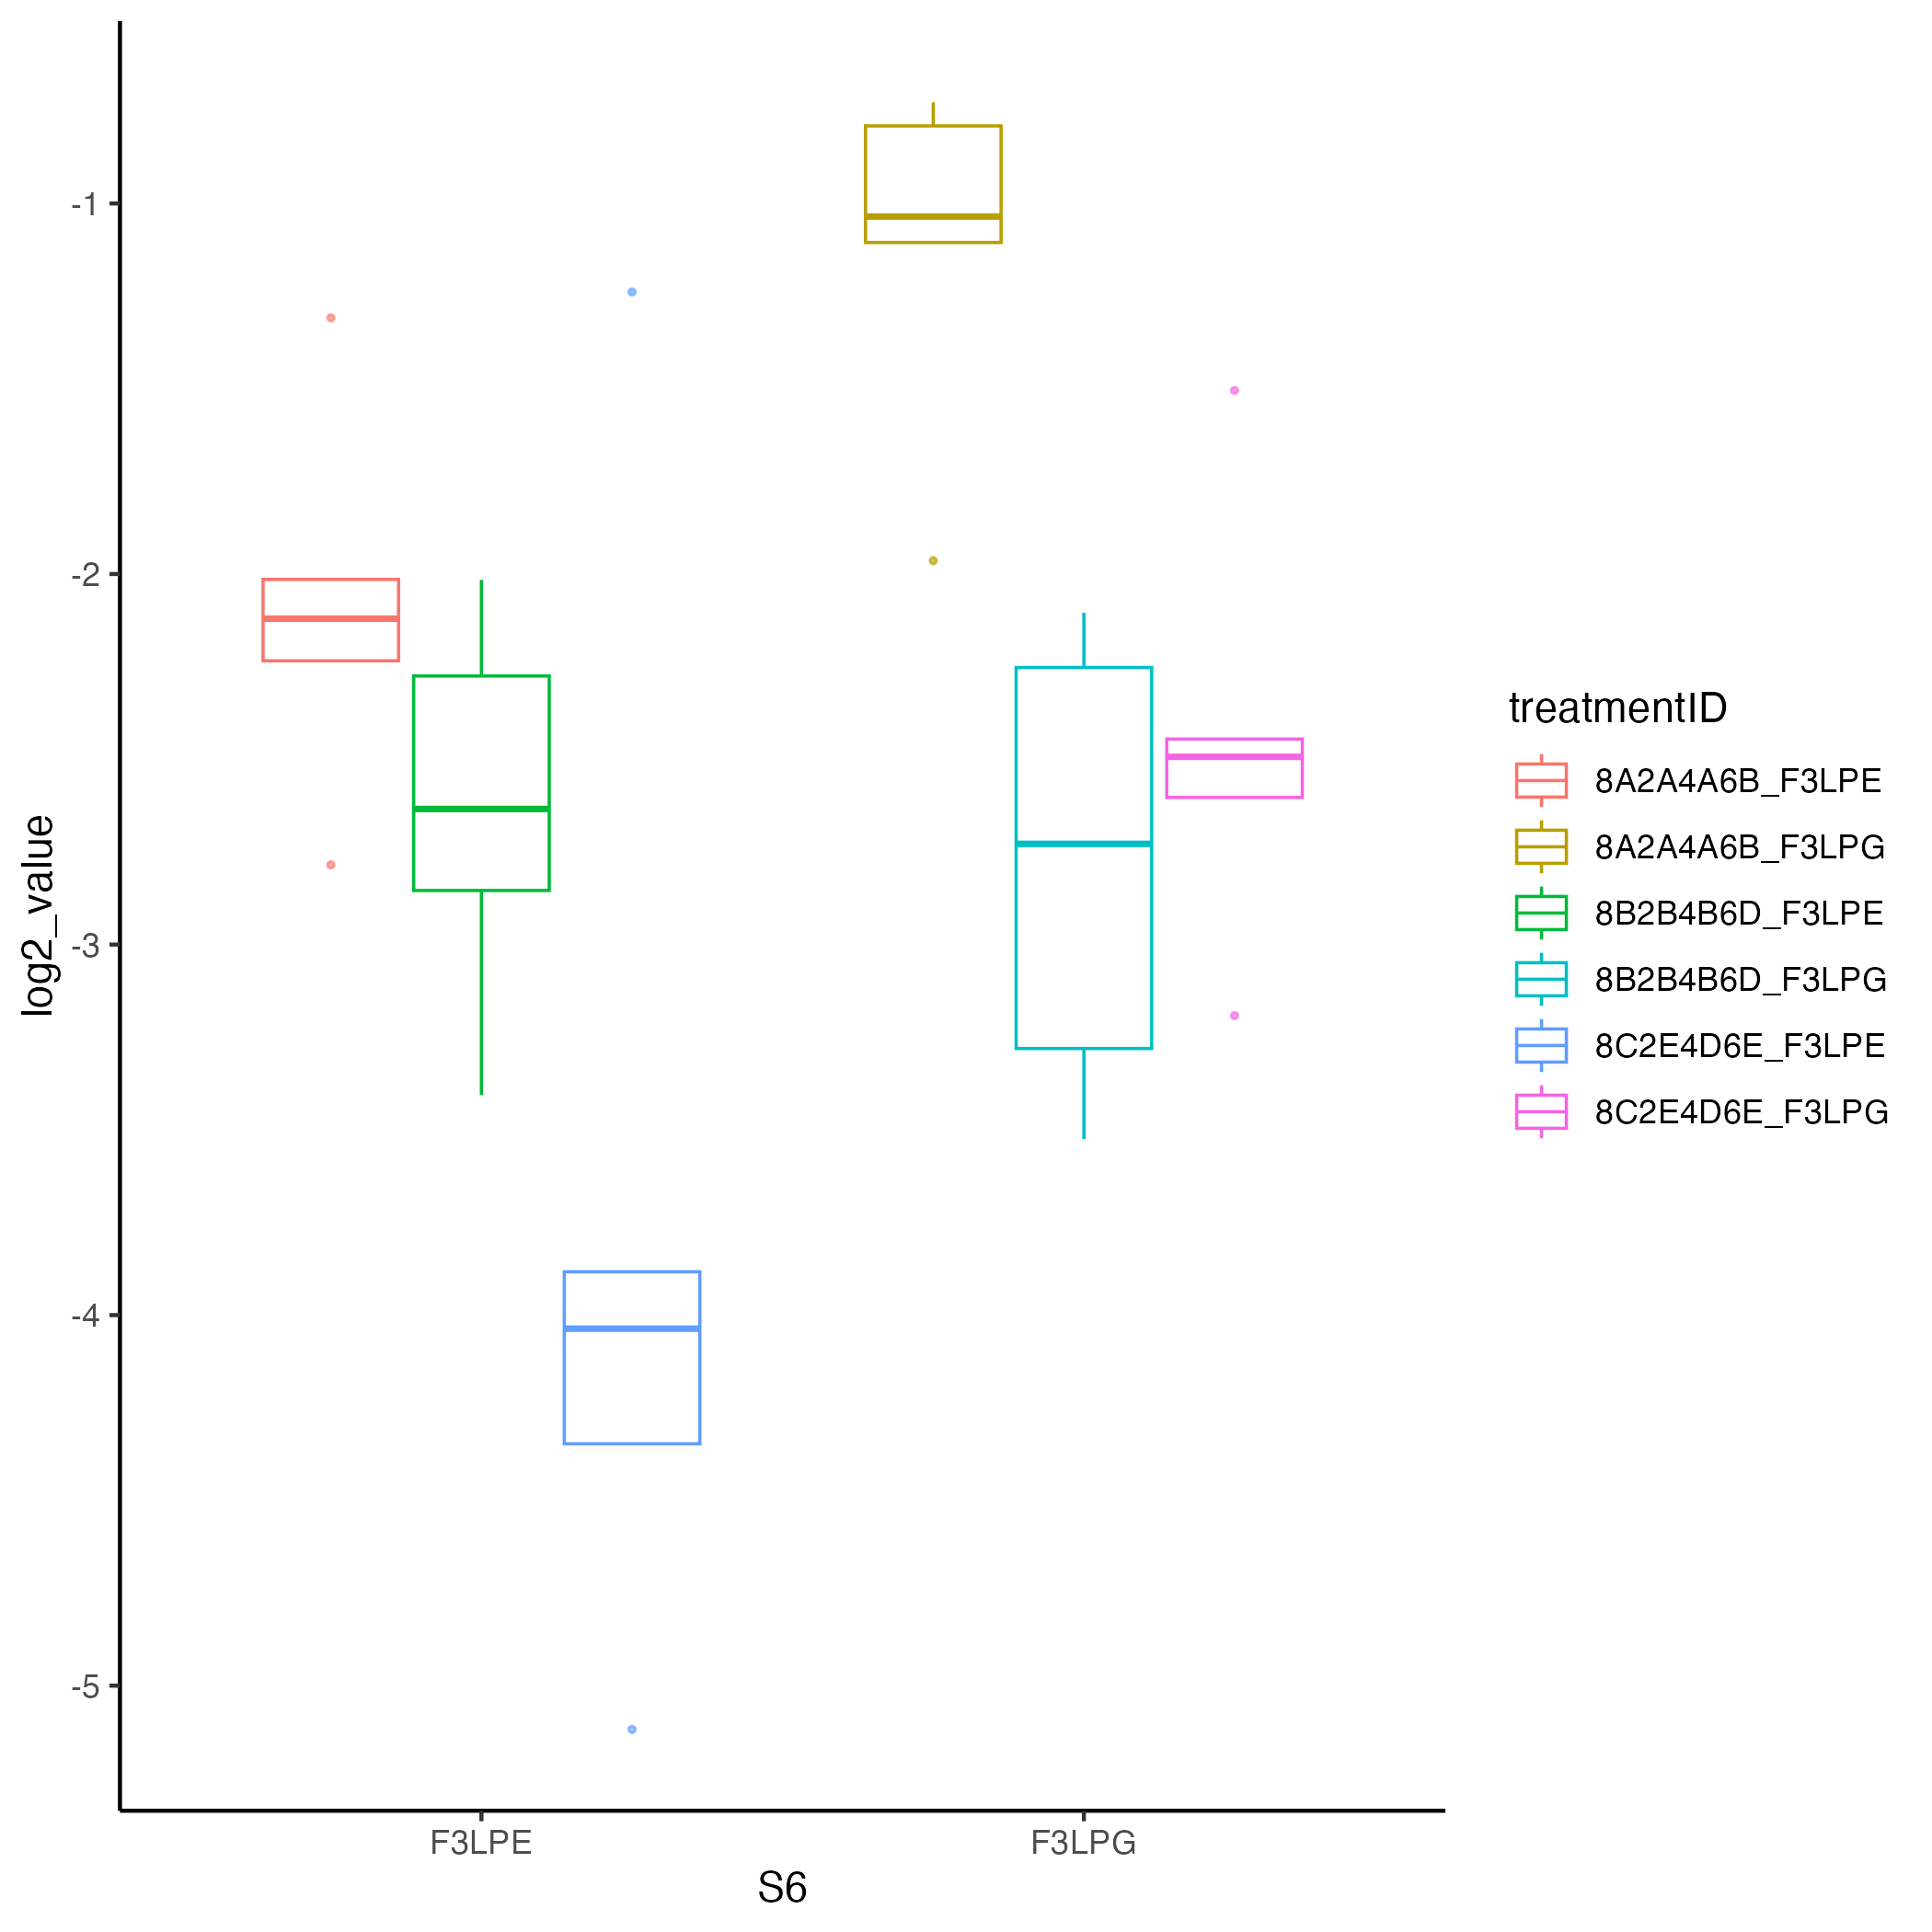 log2_value
-1
-2
-3
-4
-5
F3LPE
F3LPG
S6
treatmentID
8A2A4A6B_F3LPE
8A2A4A6B_F3LPG
8B2B4B6D_F3LPE
8B2B4B6D_F3LPG
8C2E4D6E_F3LPE
8C2E4D6E_F3LPG